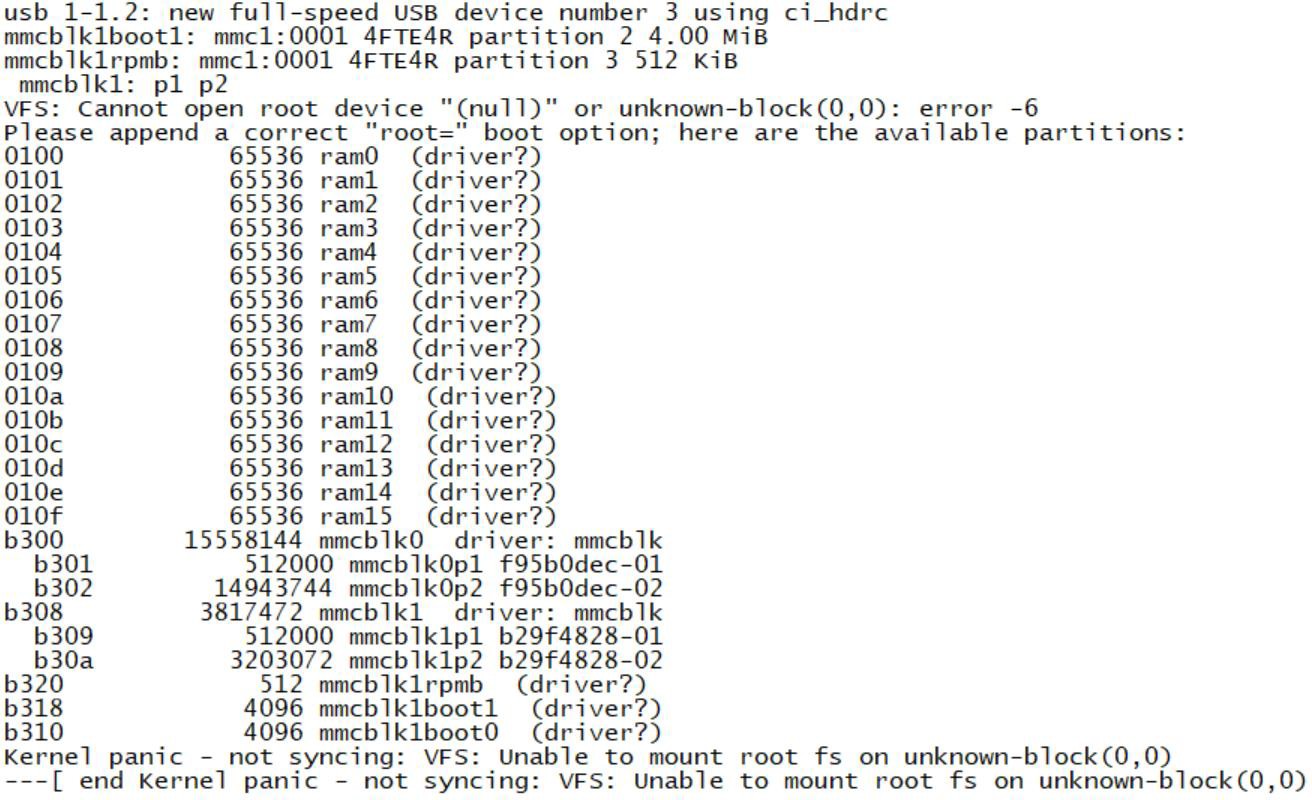 usb 1-1.2: new full-speed USB device number 3 using ci_hdrc
mmcblk1boot1: mmc1:0001 4FTE4R partition 2 4.00 MiB
mmcblk1rpmb: mmc1:0001 4FTE4R partition 3 512 KiB
 mmcblk1: p1 p2
VFS: Cannot open root device "(null)" or unknown-block(0,0): error -6
Please append a correct "root=" boot option; here are the available partitions:
0100           65536 ram0  (driver?)
0101           65536 ram1  (driver?)
0102           65536 ram2  (driver?)
0103           65536 ram3  (driver?)
0104           65536 ram4  (driver?)
0105           65536 ram5  (driver?)
0106           65536 ram6  (driver?)
0107           65536 ram7  (driver?)
0108           65536 ram8  (driver?)
0109           65536 ram9  (driver?)
010a           65536 ram10  (driver?)
010b           65536 ram11  (driver?)
010c           65536 ram12  (driver?)
010d           65536 ram13  (driver?)
010e           65536 ram14  (driver?)
010f           65536 ram15  (driver?)
b300        15558144 mmcblk0  driver: mmcblk
  b301          512000 mmcblk0p1 f95b0dec-01
  b302        14943744 mmcblk0p2 f95b0dec-02
b308         3817472 mmcblk1  driver: mmcblk
  b309          512000 mmcblk1p1 b29f4828-01
  b30a         3203072 mmcblk1p2 b29f4828-02
b320             512 mmcblk1rpmb  (driver?)
b318            4096 mmcblk1boot1  (driver?)
b310            4096 mmcblk1boot0  (driver?)
Kernel panic - not syncing: VFS: Unable to mount root fs on unknown-block(0,0)
---[ end Kernel panic - not syncing: VFS: Unable to mount root fs on unknown-block(0,0)